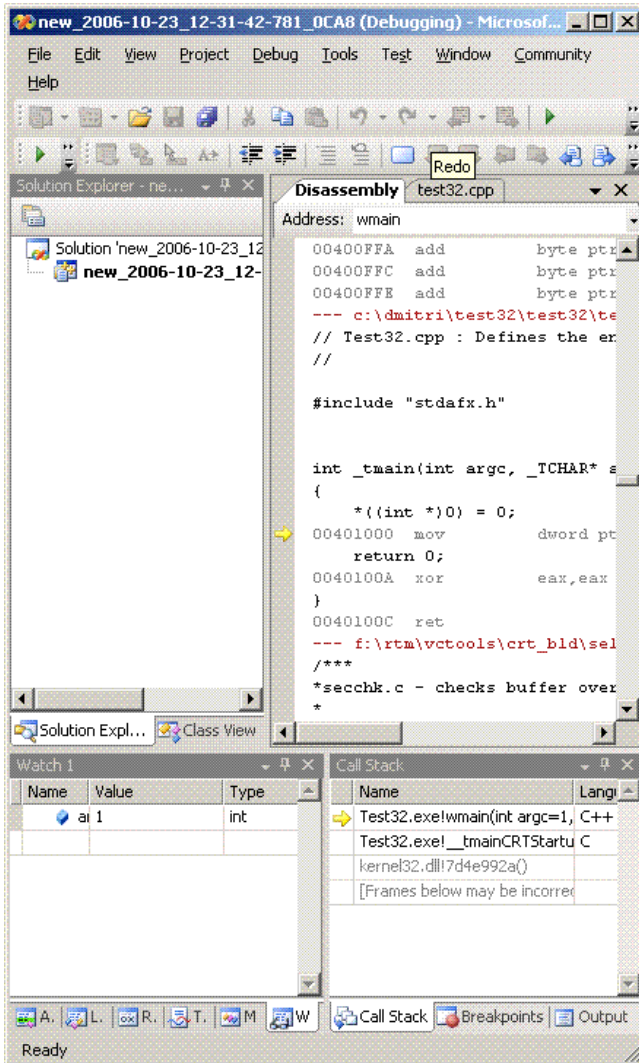 new_2006-10-23_12-31-42-781_0CA8 (Debugging) - Microsof...
File Edit View Project Debug Tools Test Window Community
Help
Redo
Solution Explorer - ne...
Solution 'new_2006-10-23_12
new_2006-10-23_12-
Solution Expl... Class View
Disassembly test32.cpp
Address: wmain
00400FFA add byte ptr
00400FFC add byte ptr
00400FFE add byte ptr
--- c:\dmitri\test32\test32\te
// Test32.cpp : Defines the en
//
#include "stdafx.h"
int _tmain(int argc, _TCHAR* a
{
*((int *)0) = 0;
00401000 mov dword pt
return 0;
0040100A xor eax,eax
}
0040100C ret
--- f:\rtm\vctools\crt_bld\sel
/***
*secchk.c - checks buffer over
*
Watch 1
Name Value Type
ar 1 int
A. L. R. T. M W
Call Stack
Name Langu
Test32.exe!wmain(int argc=1, C++
Test32.exe!__tmainCRTStartu C
kernel32.dll!7d4e992a()
[Frames below may be incorrec
Call Stack Breakpoints Output
Ready